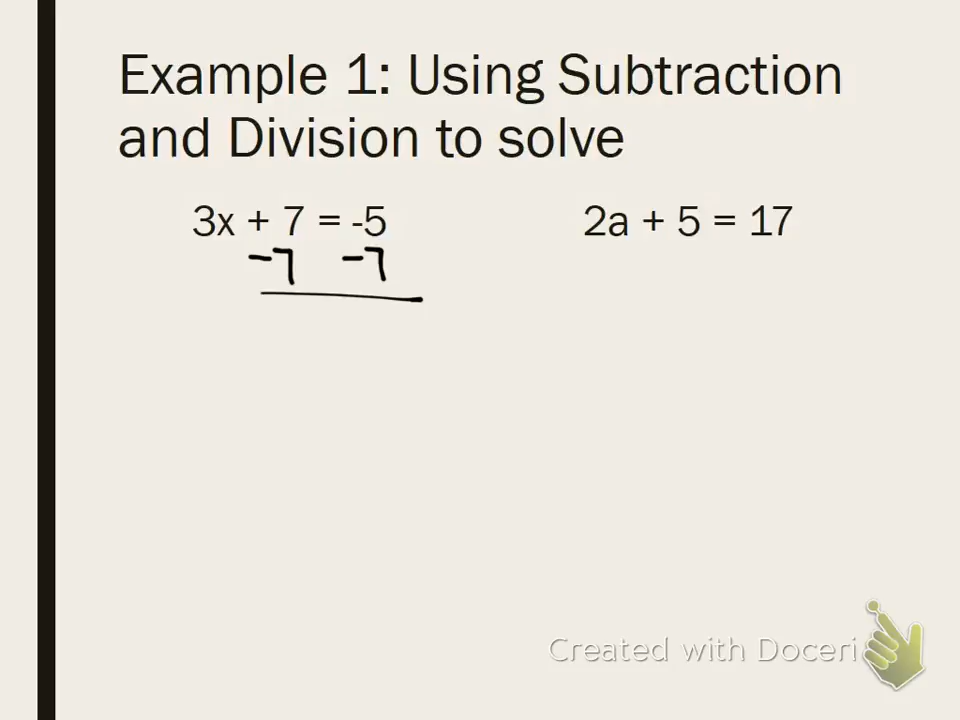 Example 1: Using Subtraction
and Division to solve
3x + 7 = -5
-7 -7
2a + 5 = 17
Created with Doceri